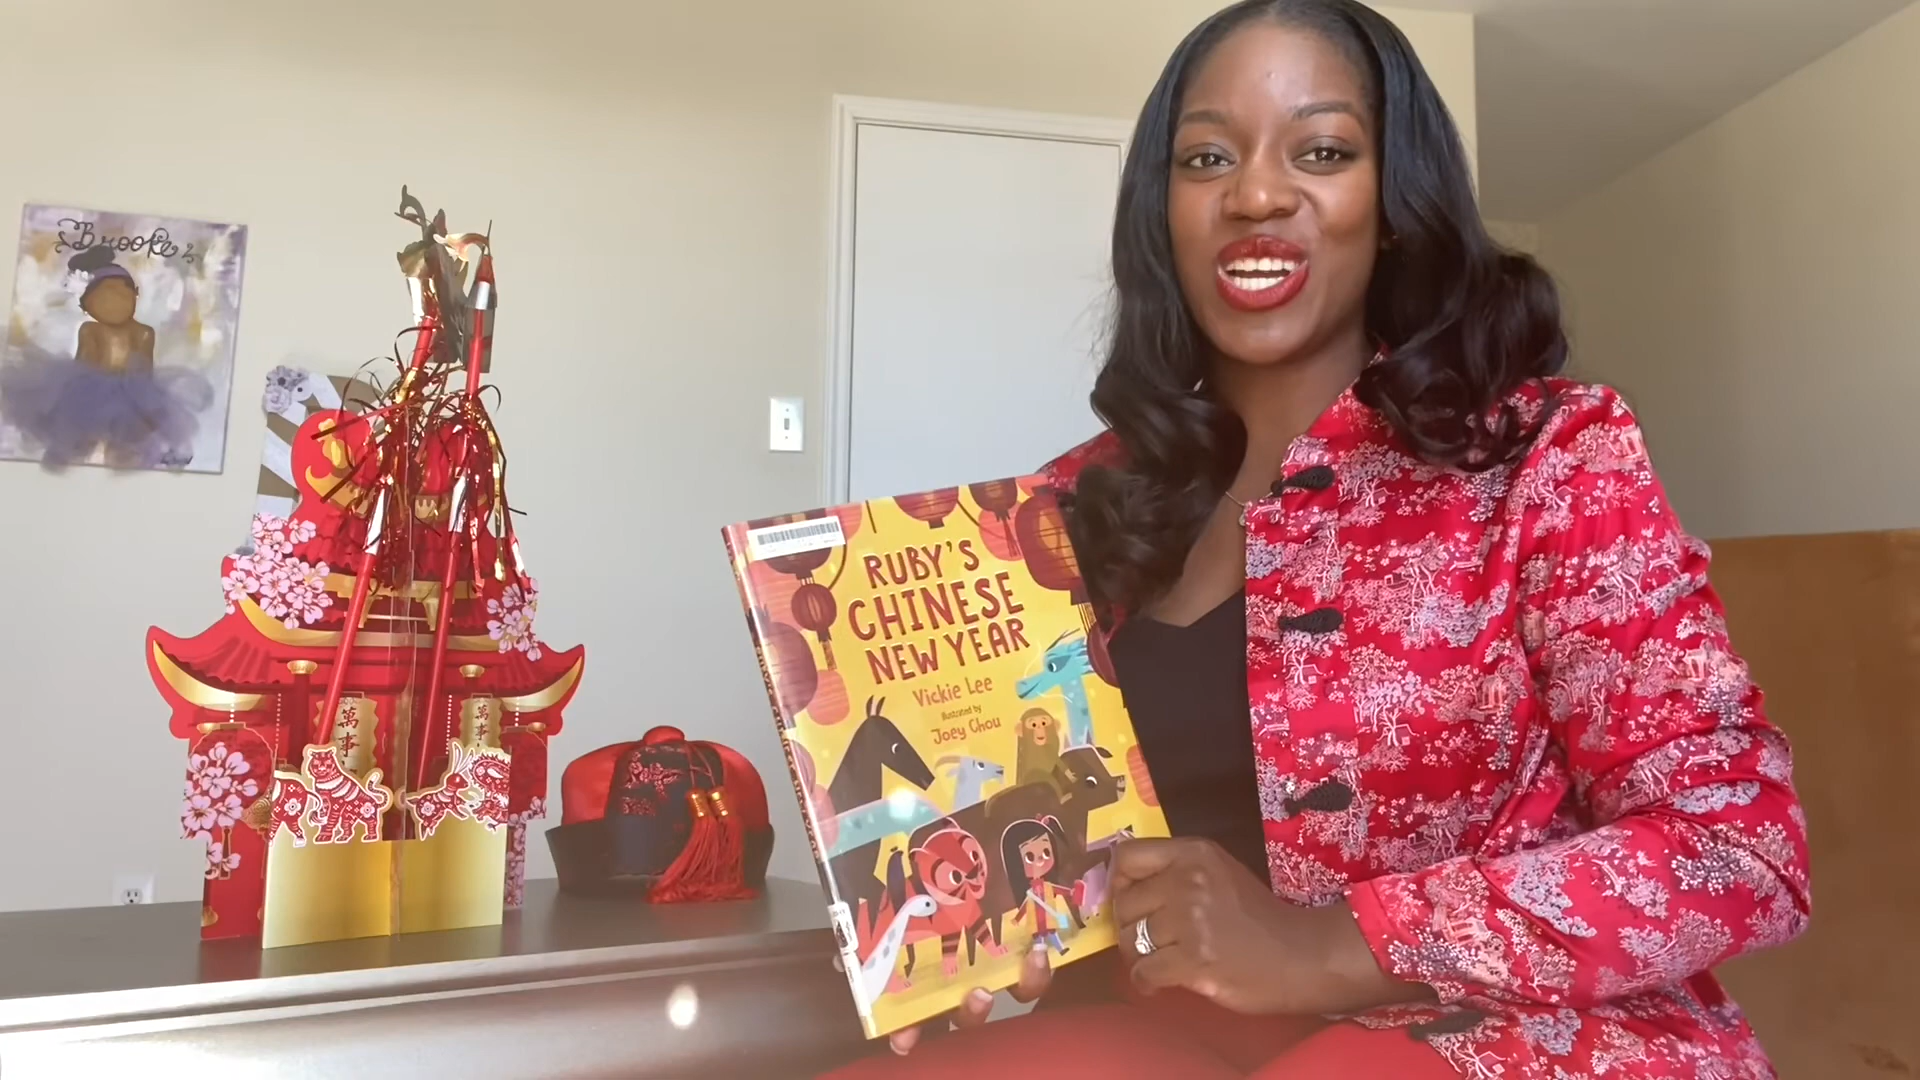 Brooke
RUBY'S
CHINESE
NEW YEAR
Vickie Lee
Illustrated by
Joey Chou
萬事
萬事